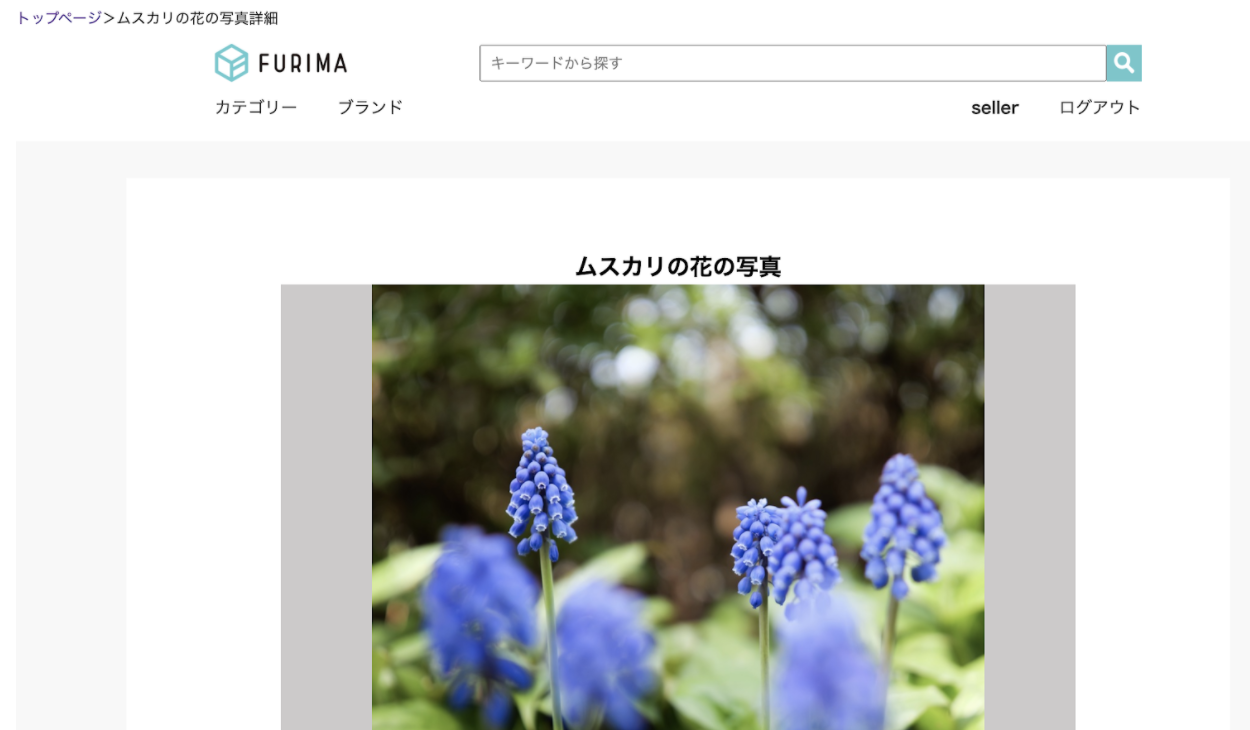 トップページ>ムスカリの花の写真詳細
FURIMA
キーワードから探す
カテゴリー ブランド seller ログアウト
ムスカリの花の写真